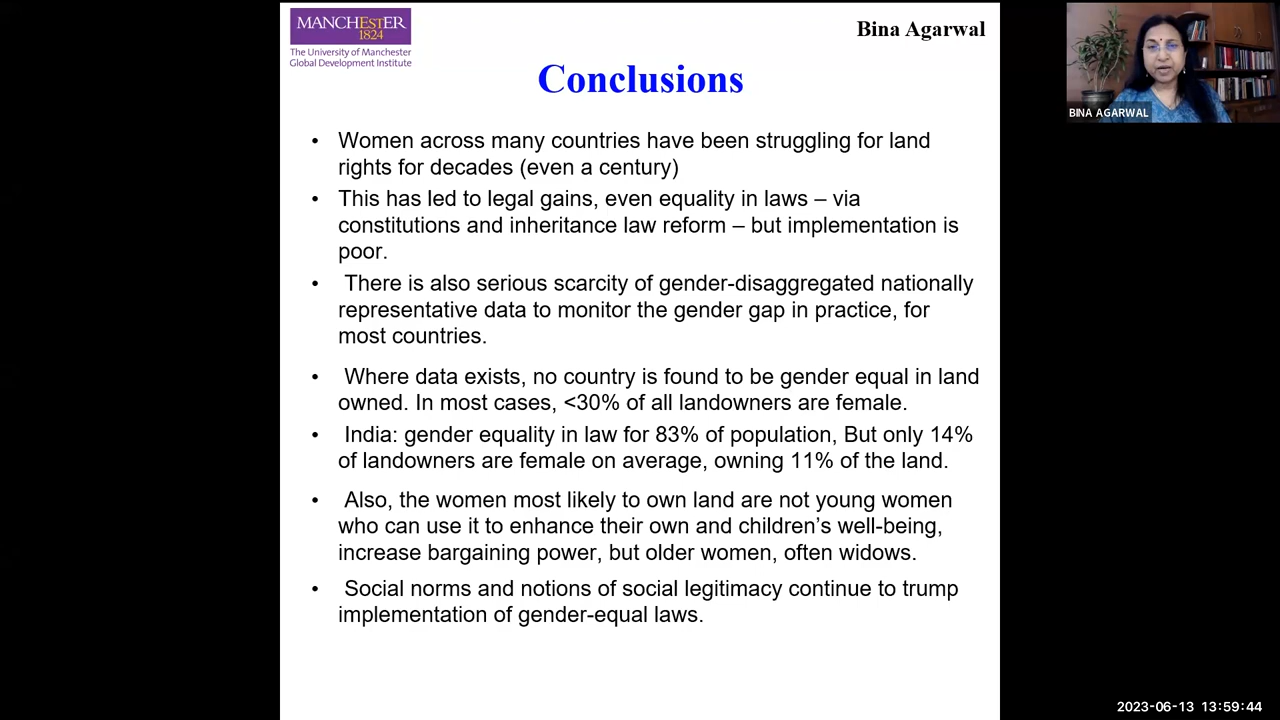 MANCHESTER
1824
The University of Manchester
Global Development Institute
Bina Agarwal
BINA AGARWAL
Conclusions
• Women across many countries have been struggling for land
rights for decades (even a century)
• This has led to legal gains, even equality in laws – via
constitutions and inheritance law reform – but implementation is
poor.
• There is also serious scarcity of gender-disaggregated nationally
representative data to monitor the gender gap in practice, for
most countries.
• Where data exists, no country is found to be gender equal in land
owned. In most cases, <30% of all landowners are female.
• India: gender equality in law for 83% of population, But only 14%
of landowners are female on average, owning 11% of the land.
• Also, the women most likely to own land are not young women
who can use it to enhance their own and children’s well-being,
increase bargaining power, but older women, often widows.
• Social norms and notions of social legitimacy continue to trump
implementation of gender-equal laws.
2023-06-13 13:59:44